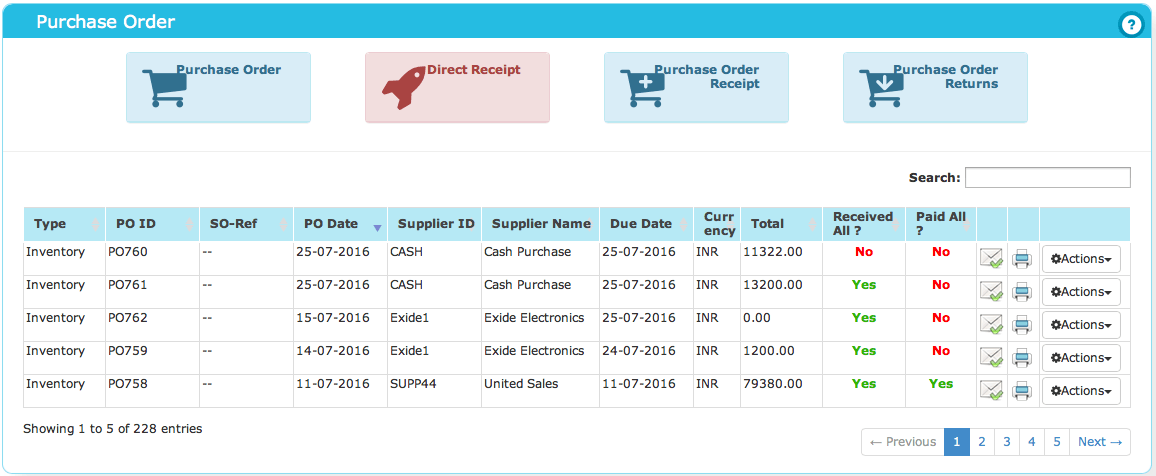 Purchase Order
?
Purchase Order
Direct Receipt
Purchase Order
Receipt
Purchase Order
Returns
Search:
Type PO ID SO-Ref PO Date Supplier ID Supplier Name Due Date Curr
ency Total Received
All ? Paid All
?
Inventory PO760 -- 25-07-2016 CASH Cash Purchase 25-07-2016 INR 11322.00 No No Actions
Inventory PO761 -- 25-07-2016 CASH Cash Purchase 25-07-2016 INR 13200.00 Yes No Actions
Inventory PO762 -- 15-07-2016 Exide1 Exide Electronics 25-07-2016 INR 0.00 Yes No Actions
Inventory PO759 -- 14-07-2016 Exide1 Exide Electronics 24-07-2016 INR 1200.00 Yes No Actions
Inventory PO758 -- 11-07-2016 SUPP44 United Sales 11-07-2016 INR 79380.00 Yes Yes Actions
Showing 1 to 5 of 228 entries
← Previous 1 2 3 4 5 Next →